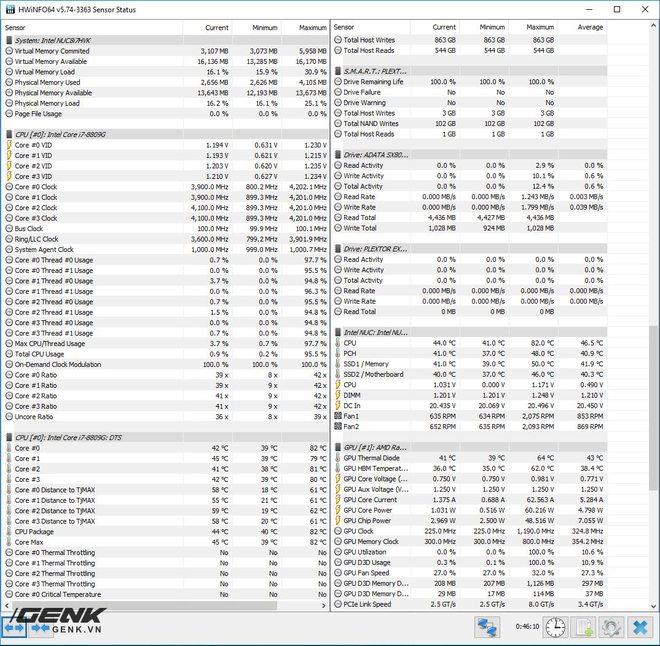 HWiNFO64 v5.74-3363 Sensor Status
Sensor Current Minimum Maximum
System: Intel NUC8i7HVK
Virtual Memory Commited 3,107 MB 3,073 MB 5,958 MB
Virtual Memory Available 16,136 MB 13,285 MB 16,170 MB
Virtual Memory Load 16.1 % 15.9 % 30.9 %
Physical Memory Used 2,656 MB 2,626 MB 4,105 MB
Physical Memory Available 13,643 MB 12,193 MB 13,673 MB
Physical Memory Load 16.2 % 16.1 % 25.1 %
Page File Usage 0.0 % 0.0 % 0.0 %
CPU [#0]: Intel Core i7-8809G
Core #0 VID 1.194 V 0.631 V 1.230 V
Core #1 VID 1.193 V 0.621 V 1.215 V
Core #2 VID 1.203 V 0.620 V 1.235 V
Core #3 VID 1.210 V 0.627 V 1.234 V
Core #0 Clock 3,900.0 MHz 800.2 MHz 4,202.1 MHz
Core #1 Clock 3,900.0 MHz 899.3 MHz 4,201.0 MHz
Core #2 Clock 4,100.0 MHz 899.3 MHz 4,201.0 MHz
Core #3 Clock 4,100.0 MHz 899.3 MHz 4,201.0 MHz
Bus Clock 100.0 MHz 99.9 MHz 100.1 MHz
Ring/LLC Clock 3,600.0 MHz 799.2 MHz 3,901.9 MHz
System Agent Clock 1,000.0 MHz 999.0 MHz 1,000.7 MHz
Core #0 Thread #0 Usage 0.7 % 0.0 % 97.7 %
Core #0 Thread #1 Usage 0.0 % 0.0 % 95.5 %
Core #1 Thread #0 Usage 3.7 % 0.0 % 94.8 %
Core #1 Thread #1 Usage 0.0 % 0.0 % 96.3 %
Core #2 Thread #0 Usage 0.7 % 0.0 % 95.5 %
Core #2 Thread #1 Usage 1.5 % 0.0 % 94.8 %
Core #3 Thread #0 Usage 0.0 % 0.0 % 94.8 %
Core #3 Thread #1 Usage 0.7 % 0.0 % 94.8 %
Max CPU/Thread Usage 3.7 % 0.7 % 97.7 %
Total CPU Usage 0.9 % 0.2 % 95.5 %
On-Demand Clock Modulation 100.0 % 100.0 % 100.0 %
Core #0 Ratio 39 x 8 x 42 x
Core #1 Ratio 39 x 9 x 42 x
Core #2 Ratio 41 x 9 x 42 x
Core #3 Ratio 41 x 9 x 42 x
Uncore Ratio 36 x 8 x 39 x
CPU [#0]: Intel Core i7-8809G: DTS
Core #0 42 °C 39 °C 82 °C
Core #1 45 °C 39 °C 79 °C
Core #2 41 °C 38 °C 81 °C
Core #3 42 °C 39 °C 80 °C
Core #0 Distance to TjMAX 58 °C 18 °C 61 °C
Core #1 Distance to TjMAX 55 °C 21 °C 61 °C
Core #2 Distance to TjMAX 59 °C 19 °C 62 °C
Core #3 Distance to TjMAX 58 °C 20 °C 61 °C
CPU Package 44 °C 40 °C 82 °C
Core Max 45 °C 39 °C 82 °C
Core #0 Thermal Throttling No No No
Core #1 Thermal Throttling No No No
Core #2 Thermal Throttling No No No
Core #3 Thermal Throttling No No No
Core #0 Critical Temperature No No No
Sensor Current Minimum Maximum Average
Total Host Writes 863 GB 863 GB 863 GB
Total Host Reads 544 GB 544 GB 544 GB
S.M.A.R.T.: PLEXT...
Drive Remaining Life 100.0 % 100.0 % 100.0 %
Drive Failure No No No
Drive Warning No No No
Total Host Writes 3 GB 3 GB 3 GB
Total NAND Writes 102 GB 102 GB 102 GB
Total Host Reads 1 GB 1 GB 1 GB
Drive: ADATA SX80...
Read Activity 0.0 % 0.0 % 2.9 % 0.0 %
Write Activity 0.0 % 0.0 % 10.1 % 0.6 %
Total Activity 0.0 % 0.0 % 12.4 % 0.6 %
Read Rate 0.000 MB/s 0.000 MB/s 1.243 MB/s 0.003 MB/s
Write Rate 0.000 MB/s 0.000 MB/s 1.799 MB/s 0.039 MB/s
Read Total 4,436 MB 4,427 MB 4,436 MB
Write Total 1,028 MB 924 MB 1,028 MB
Drive: PLEXTOR EX...
Read Activity 0.0 % 0.0 % 0.0 % 0.0 %
Write Activity 0.0 % 0.0 % 0.0 % 0.0 %
Total Activity 0.0 % 0.0 % 0.0 % 0.0 %
Read Rate 0.000 MB/s 0.000 MB/s 0.000 MB/s 0.000 MB/s
Write Rate 0.000 MB/s 0.000 MB/s 0.000 MB/s 0.000 MB/s
Read Total 0 MB 0 MB 0 MB
Intel NUC: Intel NU...
CPU 44.0 °C 41.0 °C 82.0 °C 46.5 °C
PCH 41.0 °C 37.0 °C 48.0 °C 40.9 °C
SSD1 / Memory 41.0 °C 39.0 °C 50.0 °C 41.9 °C
SSD2 / Motherboard 40.0 °C 37.0 °C 46.0 °C 40.3 °C
CPU 1.031 V 0.000 V 1.171 V 0.490 V
DIMM 1.201 V 1.201 V 1.248 V 1.210 V
DC In 20.435 V 20.069 V 20.496 V 20.450 V
Fan1 635 RPM 634 RPM 2,075 RPM 853 RPM
Fan2 652 RPM 652 RPM 2,093 RPM 869 RPM
GPU [#1]: AMD Ra...
GPU Thermal Diode 41 °C 39 °C 64 °C 43 °C
GPU HBM Temperat... 36.0 °C 35.0 °C 62.0 °C 38.4 °C
GPU Core Voltage (... 0.750 V 0.750 V 0.981 V 0.771 V
GPU Aux Voltage (V... 1.250 V 1.250 V 1.250 V 1.250 V
GPU Core Current 1.375 A 0.688 A 62.563 A 5.284 A
GPU Core Power 1.031 W 0.516 W 60.216 W 4.798 W
GPU Chip Power 2.969 W 2.500 W 48.516 W 7.055 W
GPU Clock 225.0 MHz 225.0 MHz 1,190.0 MHz 324.8 MHz
GPU Memory Clock 300.0 MHz 300.0 MHz 800.0 MHz 354.2 MHz
GPU Utilization 0.0 % 0.0 % 100.0 % 10.6 %
GPU D3D Usage 0.3 % 0.1 % 100.0 % 10.9 %
GPU Fan Speed 27.0 % 27.0 % 32.0 % 27.3 %
GPU D3D Memory D... 208 MB 207 MB 1,126 MB 297 MB
GPU D3D Memory D... 29 MB 17 MB 114 MB 37 MB
PCIe Link Speed 2.5 GT/s 2.5 GT/s 8.0 GT/s 3.4 GT/s
GENK
GENK.VN
0:46:10